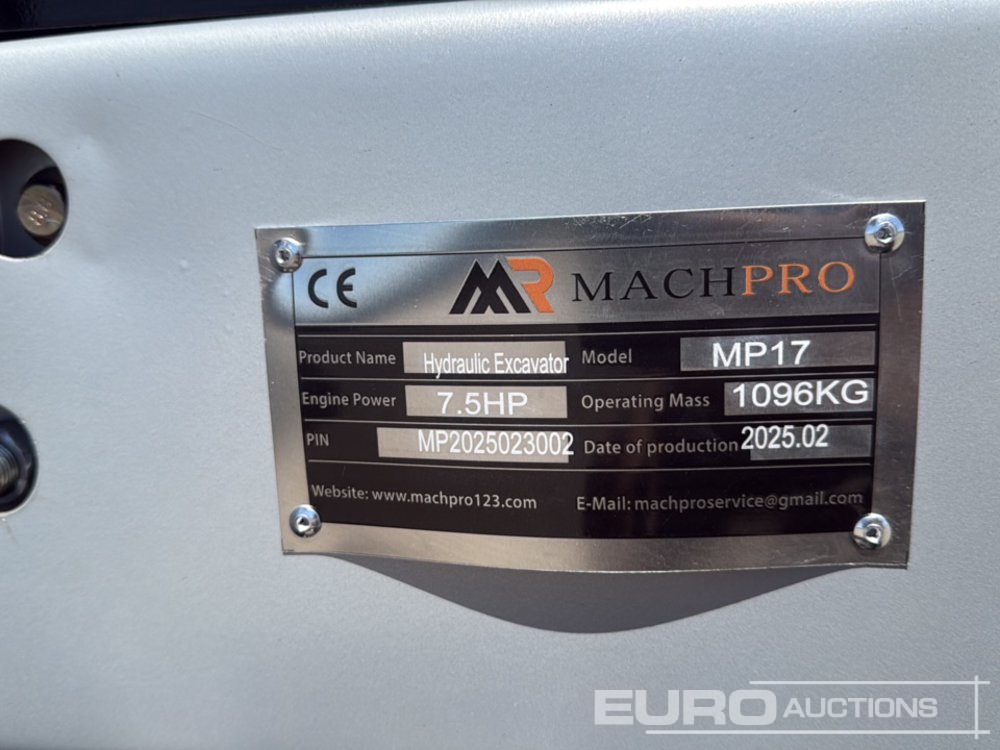 CE MR MACHPRO
Product Name Hydraulic Excavator Model MP17
Engine Power 7.5HP Operating Mass 1096KG
PIN MP2025023002 Date of production 2025.02
Website: www.machpro123.com E-Mail: machproservice@gmail.com
EURO AUCTIONS